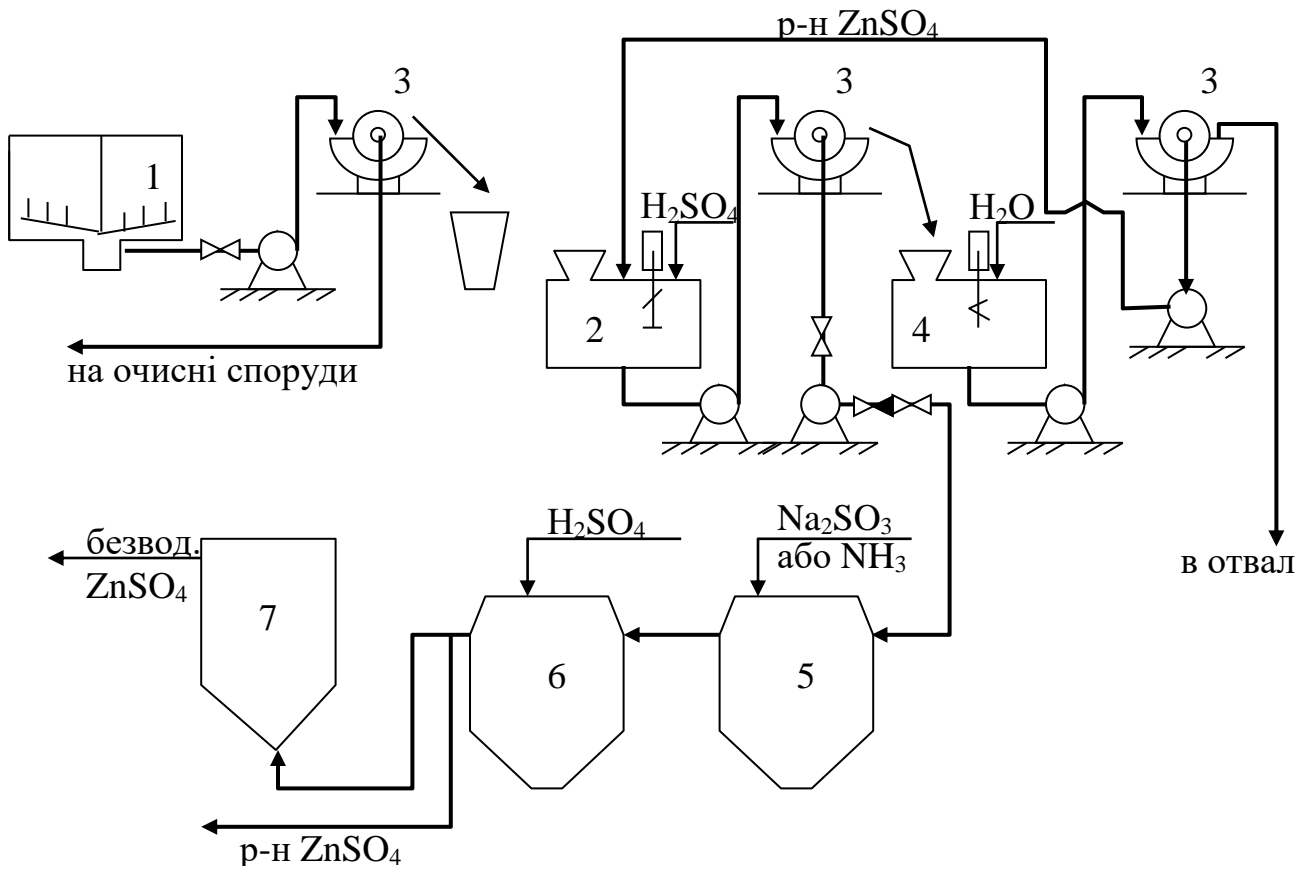 р-н ZnSO₄
3
3
3
1
H₂SO₄
H₂O
2
4
на очисні споруди
безвод.
ZnSO₄
H₂SO₄
Na₂SO₃
або NH₃
в отвал
7
6
5
р-н ZnSO₄